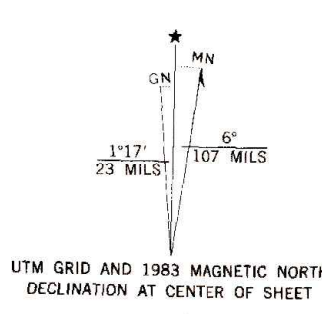 ★
MN
GN
6°
1°17'
107 MILS
23 MILS
UTM GRID AND 1983 MAGNETIC NORTH
DECLINATION AT CENTER OF SHEET